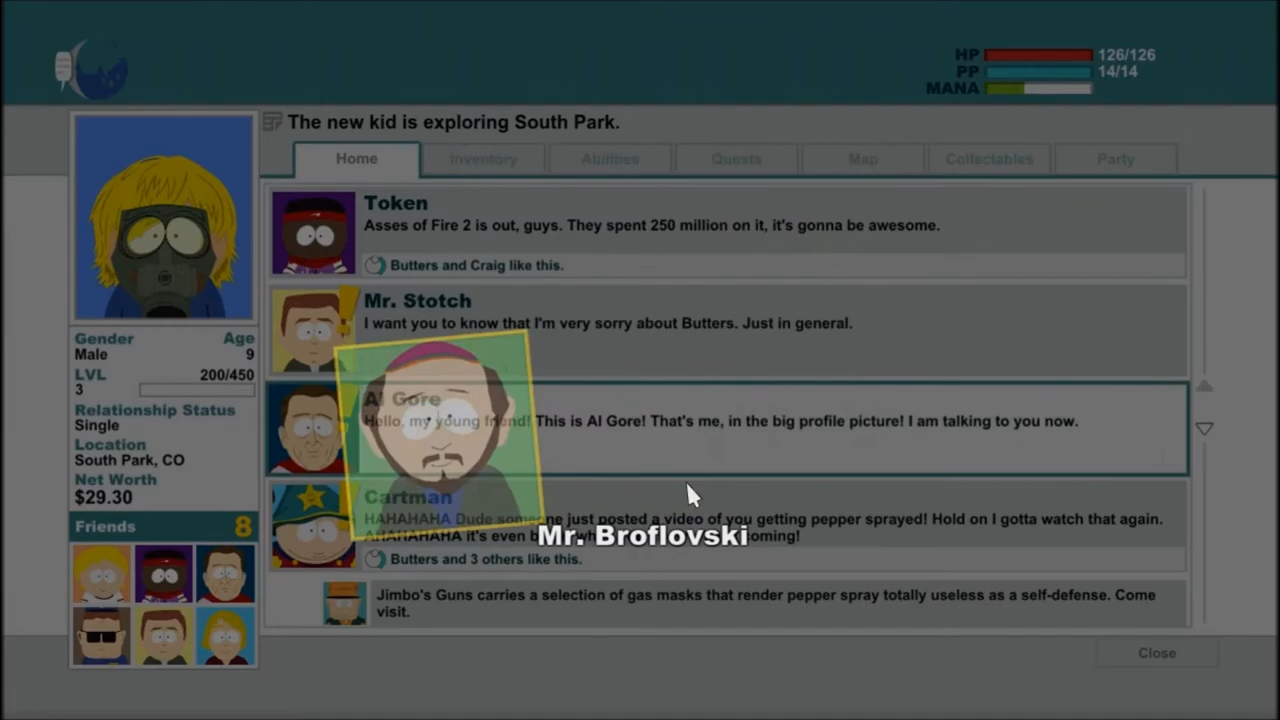 HP 126/126
PP 14/14
MANA
The new kid is exploring South Park.
Home Inventory Abilities Quests Map Collectables Party
Token
Asses of Fire 2 is out, guys. They spent 250 million on it, it's gonna be awesome.
Butters and Craig like this.
Mr. Stotch
I want you to know that I'm very sorry about Butters. Just in general.
Gender Age
Male 9
LVL 200/450
3
Relationship Status
Single
Location
South Park, CO
Net Worth
$29.30
Friends 8
Al Gore
Hello, my young friend! This is Al Gore! That's me, in the big profile picture! I am talking to you now.
Cartman
HAHAHAHA Dude someone just posted a video of you getting pepper sprayed! Hold on I gotta watch that again.
AHAHAHAHA it's even coming!
Mr. Broflovski
Butters and 3 others like this.
Jimbo's Guns carries a selection of gas masks that render pepper spray totally useless as a self-defense. Come
visit.
Close